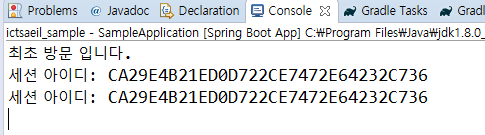 Problems @ Javadoc Declaration Console Gradle Tasks Gradle
ictsaeil_sample - SampleApplication [Spring Boot App] C:\Program Files\Java\jdk1.8.0_
최초 방문 입니다.
세션 아이디: CA29E4B21ED0D722CE7472E64232C736
세션 아이디: CA29E4B21ED0D722CE7472E64232C736